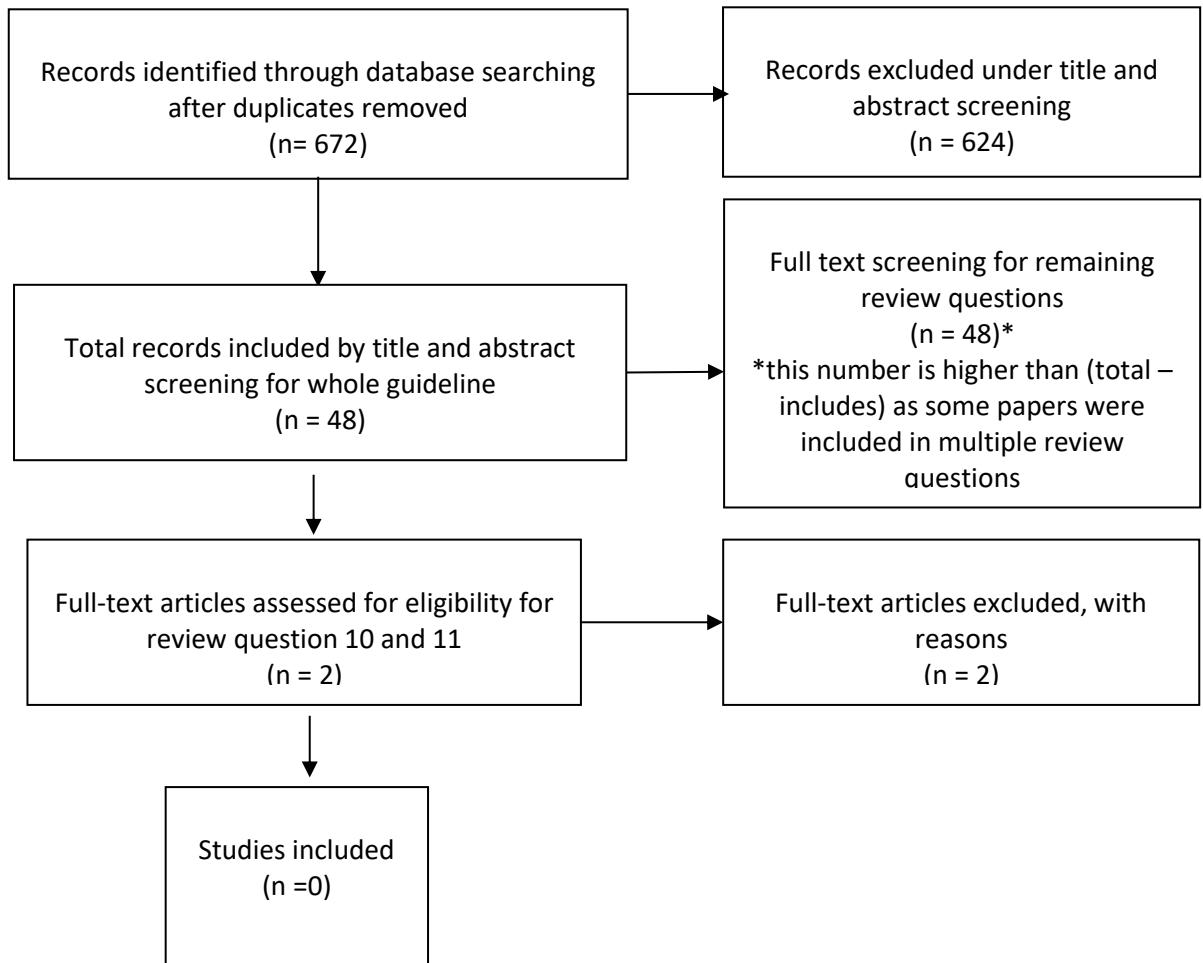 Records identified through database searching
after duplicates removed
(n= 672)
Records excluded under title and
abstract screening
(n = 624)
Total records included by title and abstract
screening for whole guideline
(n = 48)
Full text screening for remaining
review questions
(n = 48)*
*this number is higher than (total –
includes) as some papers were
included in multiple review
questions
Full-text articles assessed for eligibility for
review question 10 and 11
(n = 2)
Full-text articles excluded, with
reasons
(n = 2)
Studies included
(n =0)